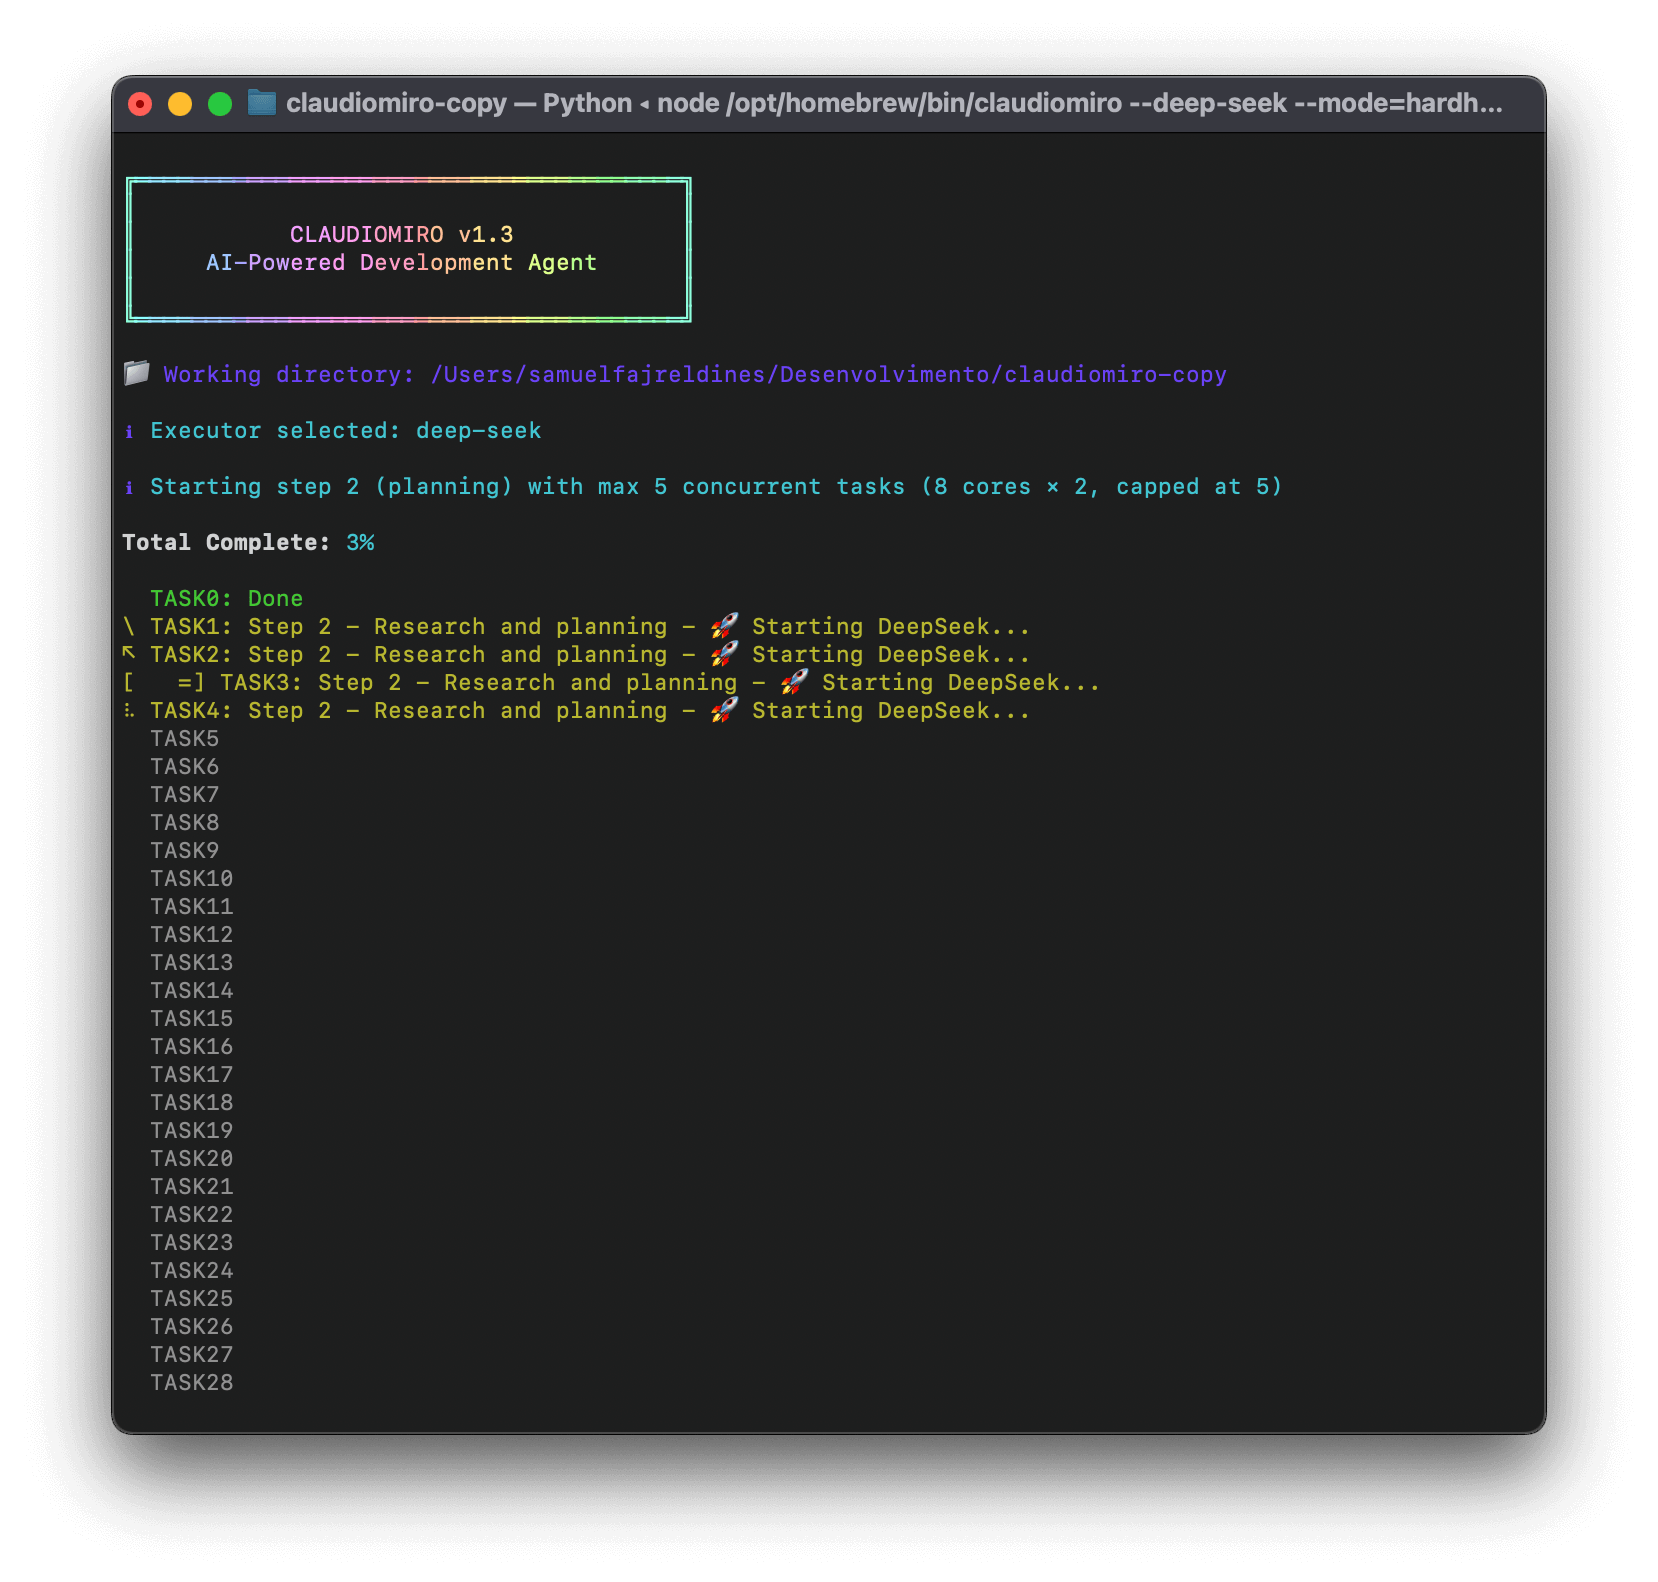 claudiomiro-copy — Python ◂ node /opt/homebrew/bin/claudiomiro --deep-seek --mode=hardh...
CLAUDIOMIRO v1.3
AI-Powered Development Agent
📁 Working directory: /Users/samuelfajreldines/Desenvolvimento/claudiomiro-copy
ℹ Executor selected: deep-seek
ℹ Starting step 2 (planning) with max 5 concurrent tasks (8 cores × 2, capped at 5)
Total Complete: 3%
TASK0: Done
\ TASK1: Step 2 - Research and planning - 🚀 Starting DeepSeek...
↖ TASK2: Step 2 - Research and planning - 🚀 Starting DeepSeek...
[   =] TASK3: Step 2 - Research and planning - 🚀 Starting DeepSeek...
⠧ TASK4: Step 2 - Research and planning - 🚀 Starting DeepSeek...
TASK5
TASK6
TASK7
TASK8
TASK9
TASK10
TASK11
TASK12
TASK13
TASK14
TASK15
TASK16
TASK17
TASK18
TASK19
TASK20
TASK21
TASK22
TASK23
TASK24
TASK25
TASK26
TASK27
TASK28